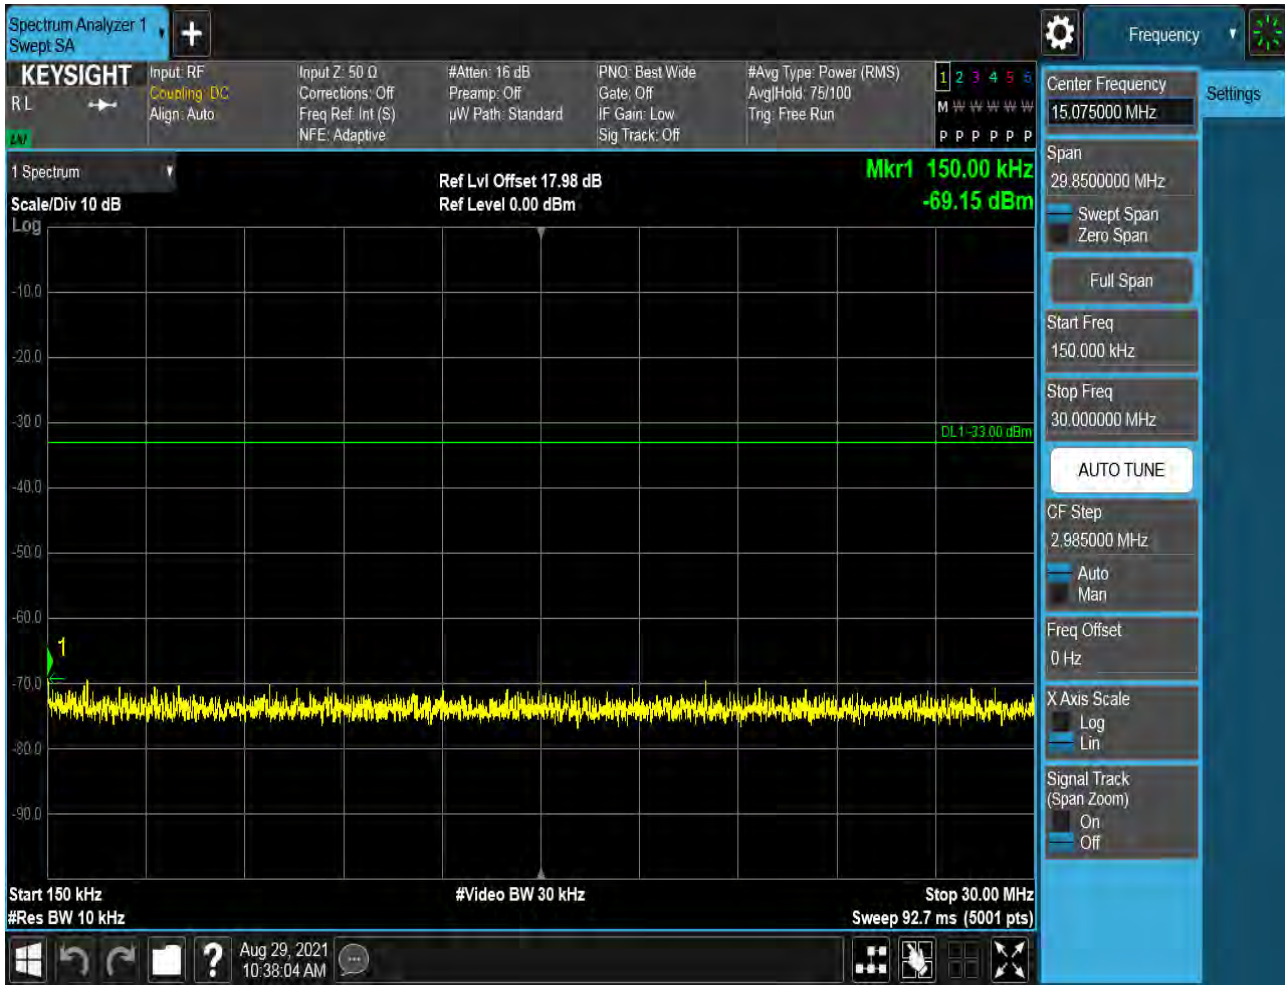 Spectrum Analyzer 1
Swept SA
Frequency
KEYSIGHT
R L
LXI
Input: RF
Coupling: DC
Align: Auto
Input Z: 50 Ω
Corrections: Off
Freq Ref: Int (S)
NFE: Adaptive
#Atten: 16 dB
Preamp: Off
µW Path: Standard
PNO: Best Wide
Gate: Off
IF Gain: Low
Sig Track: Off
#Avg Type: Power (RMS)
Avg|Hold: 75/100
Trig: Free Run
1 2 3 4 5 6
M W W W W W
P P P P P P
1 Spectrum
Scale/Div 10 dB
Log
Ref Lvl Offset 17.98 dB
Ref Level 0.00 dBm
Mkr1 150.00 kHz
-69.15 dBm
-10.0
-20.0
-30.0
DL1 -33.00 dBm
-40.0
-50.0
-60.0
1
-70.0
-80.0
-90.0
Start 150 kHz
#Video BW 30 kHz
Stop 30.00 MHz
#Res BW 10 kHz
Sweep 92.7 ms (5001 pts)
?
Aug 29, 2021
10:38:04 AM
Center Frequency
15.075000 MHz
Settings
Span
29.8500000 MHz
Swept Span
Zero Span
Full Span
Start Freq
150.000 kHz
Stop Freq
30.000000 MHz
AUTO TUNE
CF Step
2.985000 MHz
Auto
Man
Freq Offset
0 Hz
X Axis Scale
Log
Lin
Signal Track
(Span Zoom)
On
Off